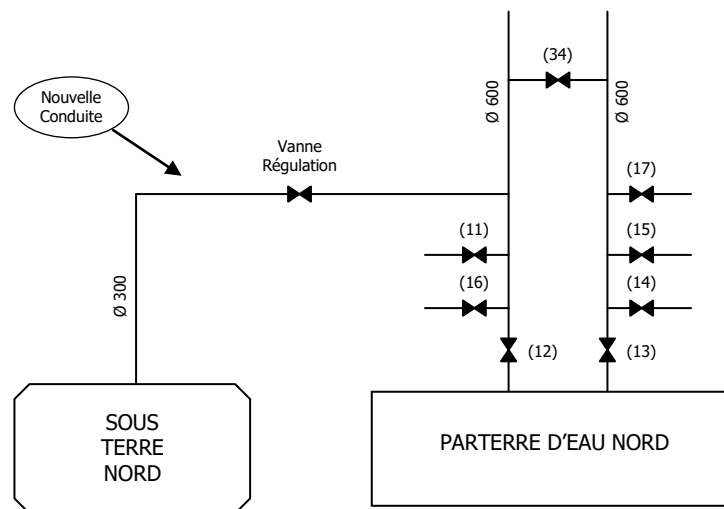 (34)
Nouvelle
Conduite
Ø 600
Ø 600
Vanne
Régulation
(17)
(11)
(15)
Ø 300
(16)
(14)
(12)
(13)
SOUS
TERRE
NORD
PARTERRE D'EAU NORD